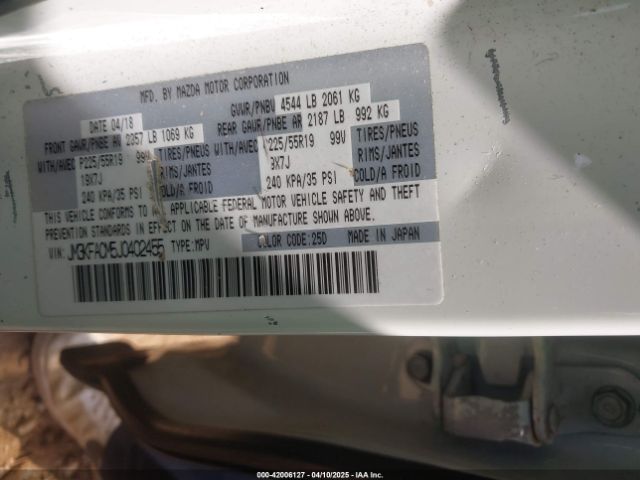 MFD. BY MAZDA MOTOR CORPORATION
DATE 04/18 GVWR/PNBV 4544 LB 2061 KG
FRONT GAWR/PNBE AV 2357 LB 1069 KG REAR GAWR/PNBE AR 2187 LB 992 KG
WITH/AVEC P225/55R19 99V TIRES/PNEUS WITH/AVEC P225/55R19 99V TIRES/PNEUS
19X7J RIMS/JANTES 19X7J RIMS/JANTES
240 KPA/35 PSI COLD/A FROID 240 KPA/35 PSI COLD/A FROID
THIS VEHICLE CONFORMS TO ALL APPLICABLE FEDERAL MOTOR VEHICLE SAFETY AND THEFT
PREVENTION STANDARDS IN EFFECT ON THE DATE OF MANUFACTURE SHOWN ABOVE.
VIN: JM3KFACM5J0402455 TYPE: MPV COLOR CODE:25D MADE IN JAPAN
000-42006127 - 04/10/2025 - IAA Inc.